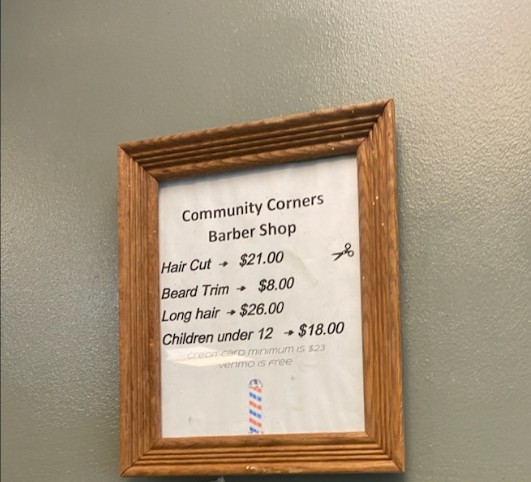 Community Corners
Barber Shop
Hair Cut → $21.00
Beard Trim → $8.00
Long hair → $26.00
Children under 12 → $18.00
Credit card minimum is $23
venmo is Free